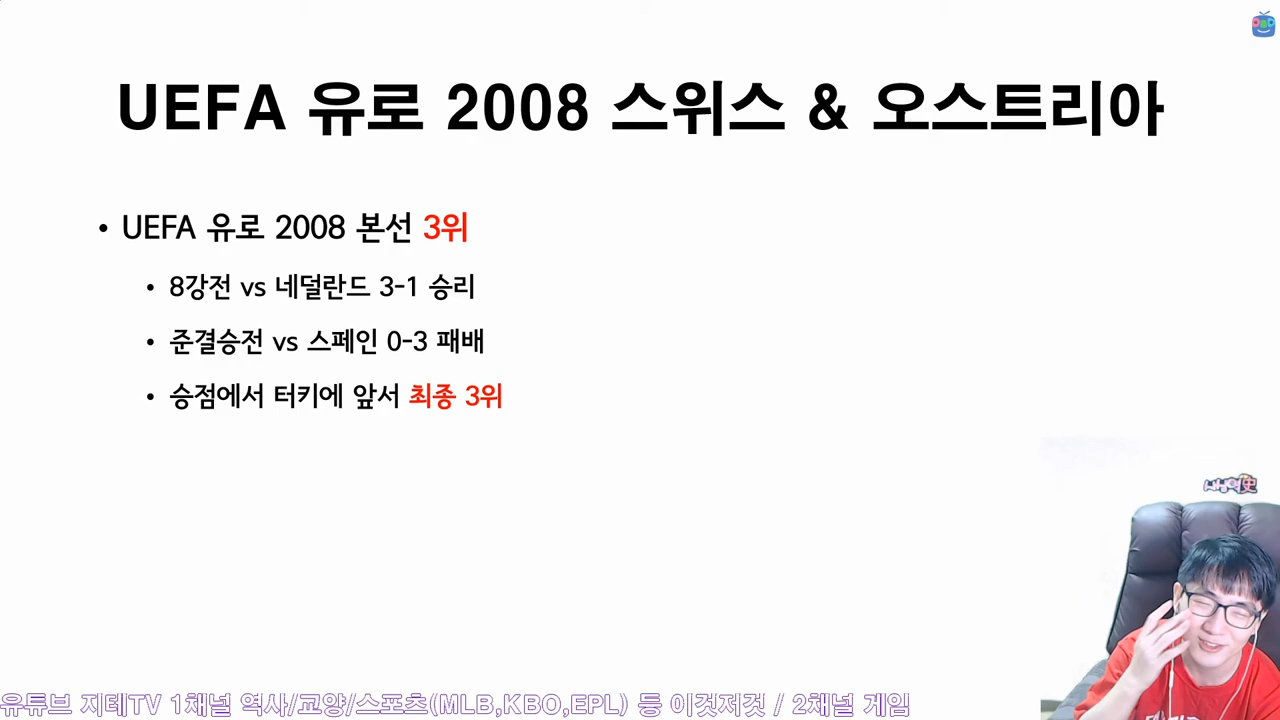 UEFA 유로 2008 스위스 & 오스트리아
• UEFA 유로 2008 본선 3위
• 8강전 vs 네덜란드 3-1 승리
• 준결승전 vs 스페인 0-3 패배
• 승점에서 터키에 앞서 최종 3위
유튜브 지테TV 1채널 역사/교양/스포츠(MLB,KBO,EPL) 등 이것저것 / 2채널 게임